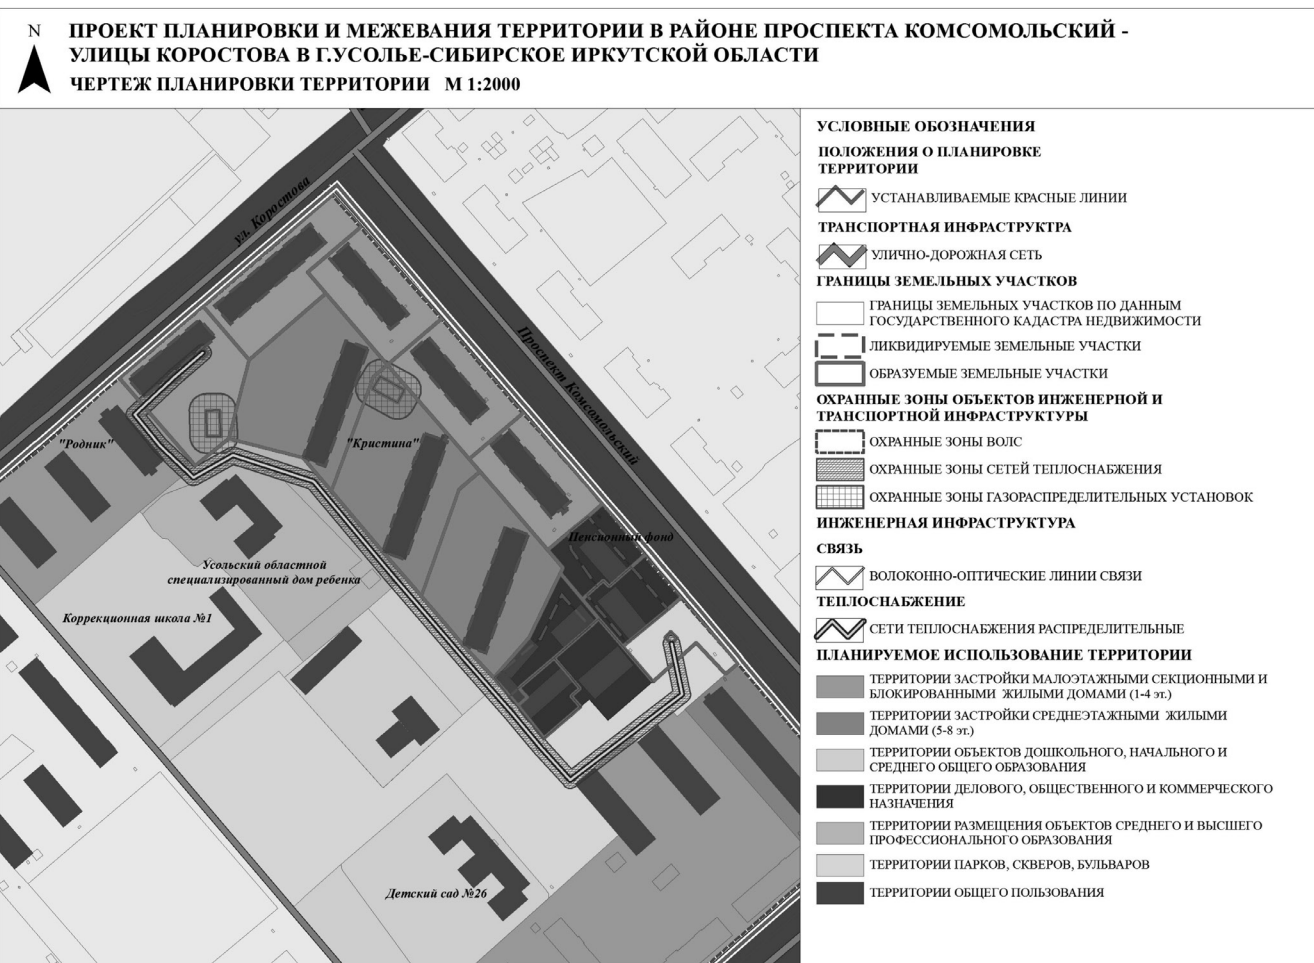 N
ПРОЕКТ ПЛАНИРОВКИ И МЕЖЕВАНИЯ ТЕРРИТОРИИ В РАЙОНЕ ПРОСПЕКТА КОМСОМОЛЬСКИЙ -
УЛИЦЫ КОРОСТОВА В Г.УСОЛЬЕ-СИБИРСКОЕ ИРКУТСКОЙ ОБЛАСТИ
ЧЕРТЕЖ ПЛАНИРОВКИ ТЕРРИТОРИИ М 1:2000
ул. Коростова
Проспект Комсомольский
"Родник"
"Кристина"
Пенсионный фонд
Усольский областной
специализированный дом ребенка
Коррекционная школа №1
Детский сад №26
УСЛОВНЫЕ ОБОЗНАЧЕНИЯ
ПОЛОЖЕНИЯ О ПЛАНИРОВКЕ
ТЕРРИТОРИИ
УСТАНАВЛИВАЕМЫЕ КРАСНЫЕ ЛИНИИ
ТРАНСПОРТНАЯ ИНФРАСТРУКТРА
УЛИЧНО-ДОРОЖНАЯ СЕТЬ
ГРАНИЦЫ ЗЕМЕЛЬНЫХ УЧАСТКОВ
ГРАНИЦЫ ЗЕМЕЛЬНЫХ УЧАСТКОВ ПО ДАННЫМ
ГОСУДАРСТВЕННОГО КАДАСТРА НЕДВИЖИМОСТИ
ЛИКВИДИРУЕМЫЕ ЗЕМЕЛЬНЫЕ УЧАСТКИ
ОБРАЗУЕМЫЕ ЗЕМЕЛЬНЫЕ УЧАСТКИ
ОХРАННЫЕ ЗОНЫ ОБЪЕКТОВ ИНЖЕНЕРНОЙ И
ТРАНСПОРТНОЙ ИНФРАСТРУКТУРЫ
ОХРАННЫЕ ЗОНЫ ВОЛС
ОХРАННЫЕ ЗОНЫ СЕТЕЙ ТЕПЛОСНАБЖЕНИЯ
ОХРАННЫЕ ЗОНЫ ГАЗОРАСПРЕДЕЛИТЕЛЬНЫХ УСТАНОВОК
ИНЖЕНЕРНАЯ ИНФРАСТРУКТУРА
СВЯЗЬ
ВОЛОКОННО-ОПТИЧЕСКИЕ ЛИНИИ СВЯЗИ
ТЕПЛОСНАБЖЕНИЕ
СЕТИ ТЕПЛОСНАБЖЕНИЯ РАСПРЕДЕЛИТЕЛЬНЫЕ
ПЛАНИРУЕМОЕ ИСПОЛЬЗОВАНИЕ ТЕРРИТОРИИ
ТЕРРИТОРИИ ЗАСТРОЙКИ МАЛОЭТАЖНЫМИ СЕКЦИОННЫМИ И
БЛОКИРОВАННЫМИ ЖИЛЫМИ ДОМАМИ (1-4 эт.)
ТЕРРИТОРИИ ЗАСТРОЙКИ СРЕДНЕЭТАЖНЫМИ ЖИЛЫМИ
ДОМАМИ (5-8 эт.)
ТЕРРИТОРИИ ОБЪЕКТОВ ДОШКОЛЬНОГО, НАЧАЛЬНОГО И
СРЕДНЕГО ОБЩЕГО ОБРАЗОВАНИЯ
ТЕРРИТОРИИ ДЕЛОВОГО, ОБЩЕСТВЕННОГО И КОММЕРЧЕСКОГО
НАЗНАЧЕНИЯ
ТЕРРИТОРИИ РАЗМЕЩЕНИЯ ОБЪЕКТОВ СРЕДНЕГО И ВЫСШЕГО
ПРОФЕССИОНАЛЬНОГО ОБРАЗОВАНИЯ
ТЕРРИТОРИИ ПАРКОВ, СКВЕРОВ, БУЛЬВАРОВ
ТЕРРИТОРИИ ОБЩЕГО ПОЛЬЗОВАНИЯ